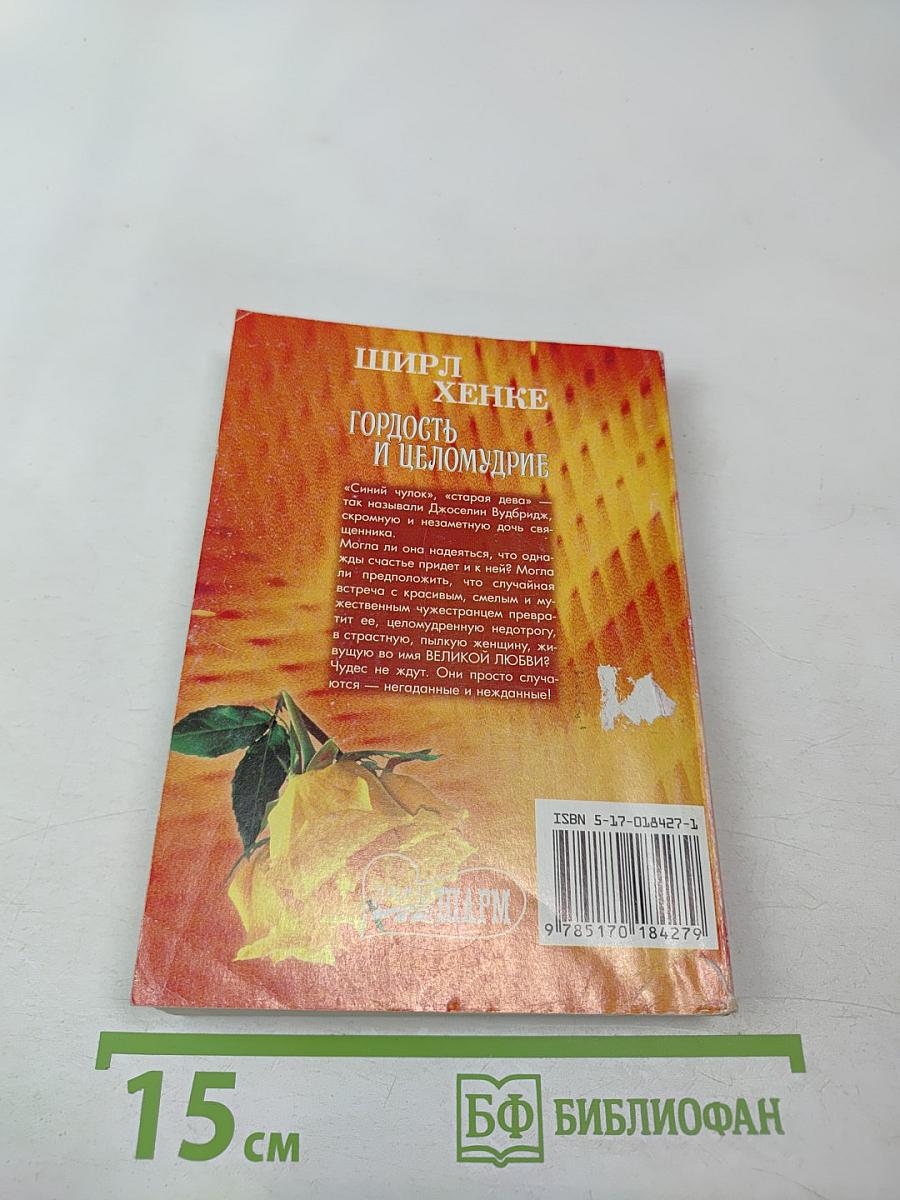 ШИРЛ
ХЕНКЕ
ГОРДОСТЬ
И ЦЕЛОМУДРИЕ
«Синий чулок», «старая дева» —
так называли Джоселин Вудбридж,
скромную и незаметную дочь свя-
щенника.
Могла ли она надеяться, что одна-
жды счастье придет и к ней? Могла
ли предположить, что случайная
встреча с красивым, смелым и му-
жественным чужестранцем превра-
тит ее, целомудренную недотрогу,
в страстную, пылкую женщину, жи-
вущую во имя ВЕЛИКОЙ ЛЮБВИ?
Чудес не ждут. Они просто случа-
ются — негаданные и нежданные!
ШАРМ
ISBN 5-17-018427-1
9 785170 184279
15 см
БФ БИБЛИОФАН